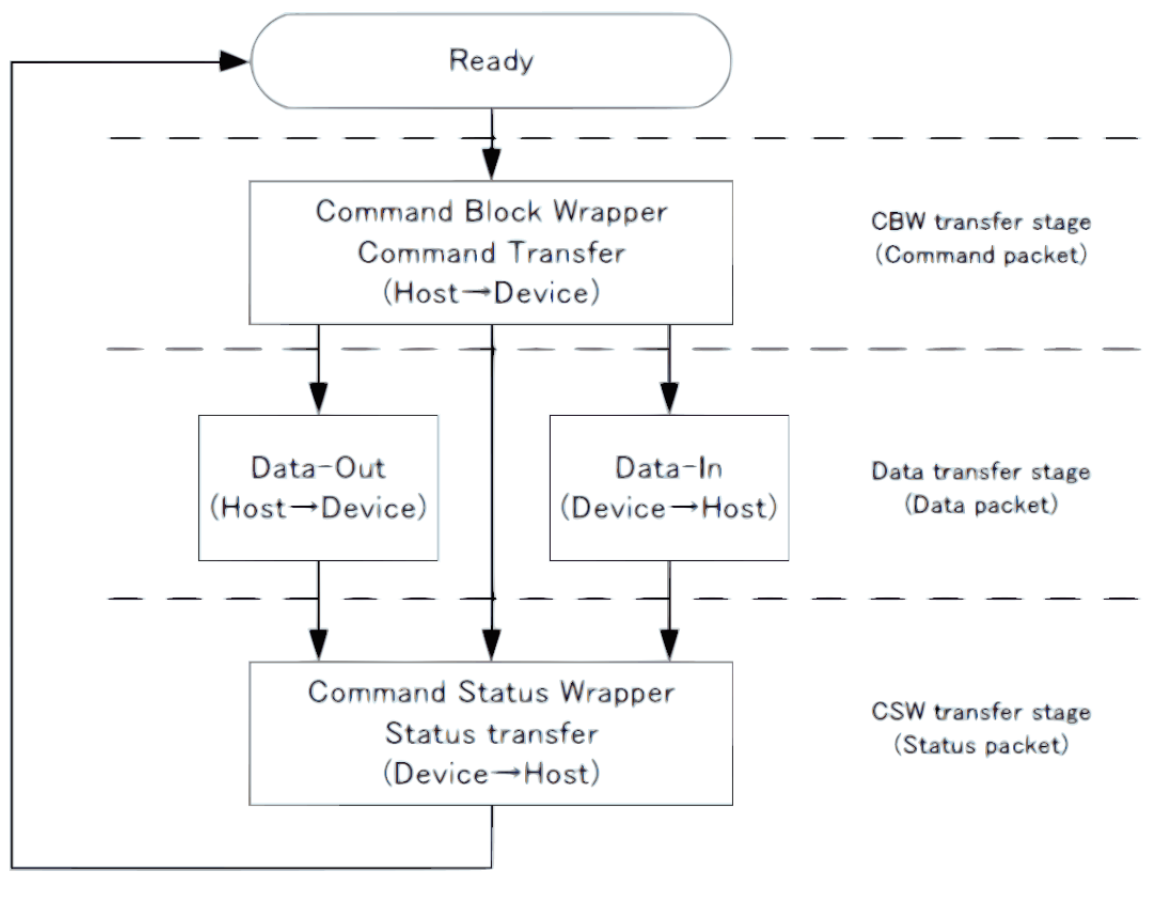 Ready
Command Block Wrapper
Command Transfer
(Host→Device)
CBW transfer stage
(Command packet)
Data-Out
(Host→Device)
Data-In
(Device→Host)
Data transfer stage
(Data packet)
Command Status Wrapper
Status transfer
(Device→Host)
CSW transfer stage
(Status packet)